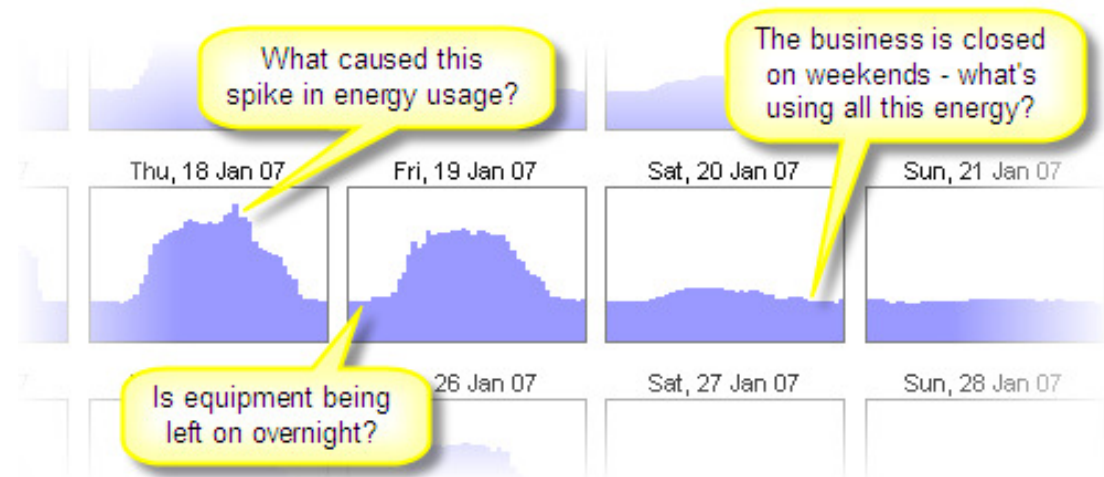 What caused this
spike in energy usage?
The business is closed
on weekends - what's
using all this energy?
Thu, 18 Jan 07
Fri, 19 Jan 07
Sat, 20 Jan 07
Sun, 21 Jan 07
26 Jan 07
Sat, 27 Jan 07
Sun, 28 Jan 07
Is equipment being
left on overnight?